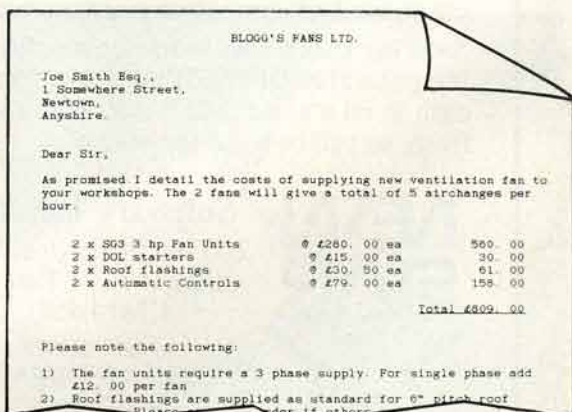 BLOGG'S FANS LTD.
Joe Smith Esq.,
1 Somewhere Street,
Newtown,
Anyshire.
Dear Sir,
As promised I detail the costs of supplying new ventilation fan to
your workshops. The 2 fans will give a total of 5 airchanges per
hour.
2 x SG3 3 hp Fan Units @ £280. 00 ea 560. 00
2 x DOL starters @ £15. 00 ea 30. 00
2 x Roof flashings @ £30. 50 ea 61. 00
2 x Automatic Controls @ £79. 00 ea 158. 00
Total £809. 00
Please note the following:
1) The fan units require a 3 phase supply. For single phase add
£12. 00 per fan
2) Roof flashings are supplied as standard for 6" pitch roof
Please if others